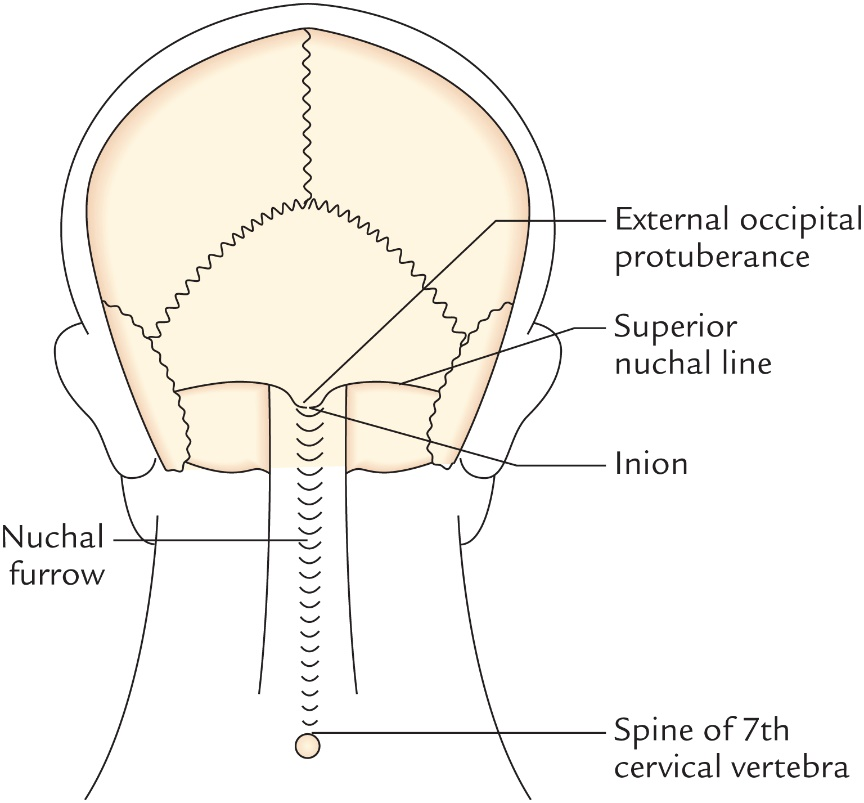 External occipital
protuberance
Superior
nuchal line
Inion
Nuchal
furrow
Spine of 7th
cervical vertebra